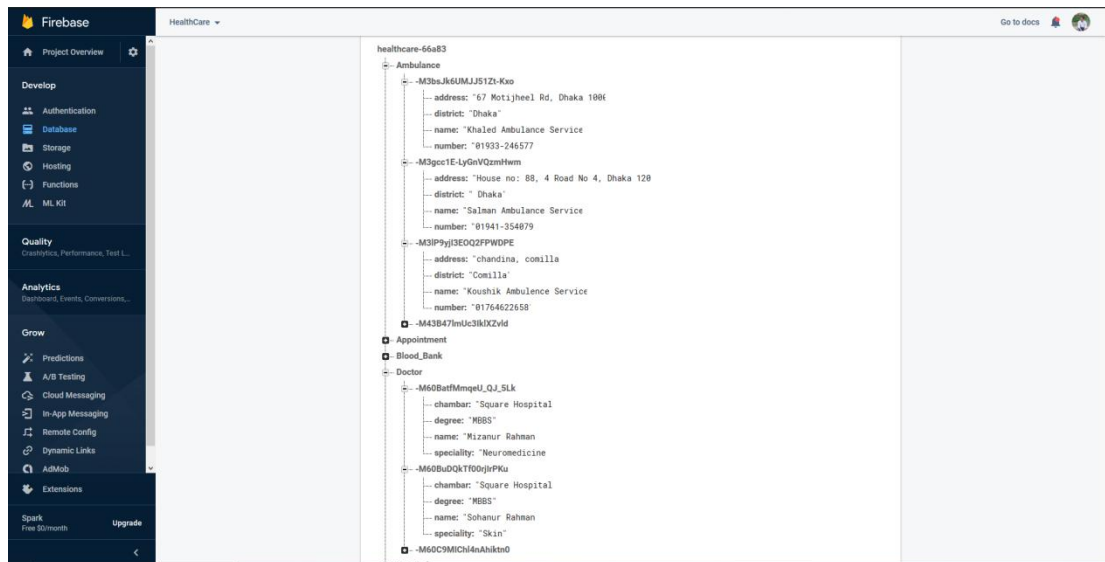 Firebase
HealthCare
Go to docs
Project Overview
Develop
Authentication
Database
Storage
Hosting
Functions
ML Kit
Quality
Crashlytics, Performance, Test L...
Analytics
Dashboard, Events, Conversions,...
Grow
Predictions
A/B Testing
Cloud Messaging
In-App Messaging
Remote Config
Dynamic Links
AdMob
Extensions
Spark
Free $0/month
Upgrade
healthcare-66a83
Ambulance
-M3bsJk6UMJJ51Zt-Kxo
address: "67 Motijheel Rd, Dhaka 1000
district: "Dhaka"
name: "Khaled Ambulance Service
number: "01933-246577
-M3gcc1E-LyGnVQzmHwm
address: "House no: 88, 4 Road No 4, Dhaka 120
district: " Dhaka"
name: "Salman Ambulance Service
number: "01941-354079
-M3lP9yjI3EOQ2FPWDPE
address: "chandina, comilla
district: "Comilla"
name: "Koushik Ambulence Service
number: "01764622658"
-M43B47lmUc3lklXZvld
Appointment
Blood_Bank
Doctor
-M60BatfMmqeU_QJ_5Lk
chambar: "Square Hospital
degree: "MBBS"
name: "Mizanur Rahman
speciality: "Neuromedicine
-M60BuDQkTf00rjIrPKu
chambar: "Square Hospital
degree: "MBBS"
name: "Sohanur Rahman
speciality: "Skin"
-M60C9MIChl4nAhiktn0